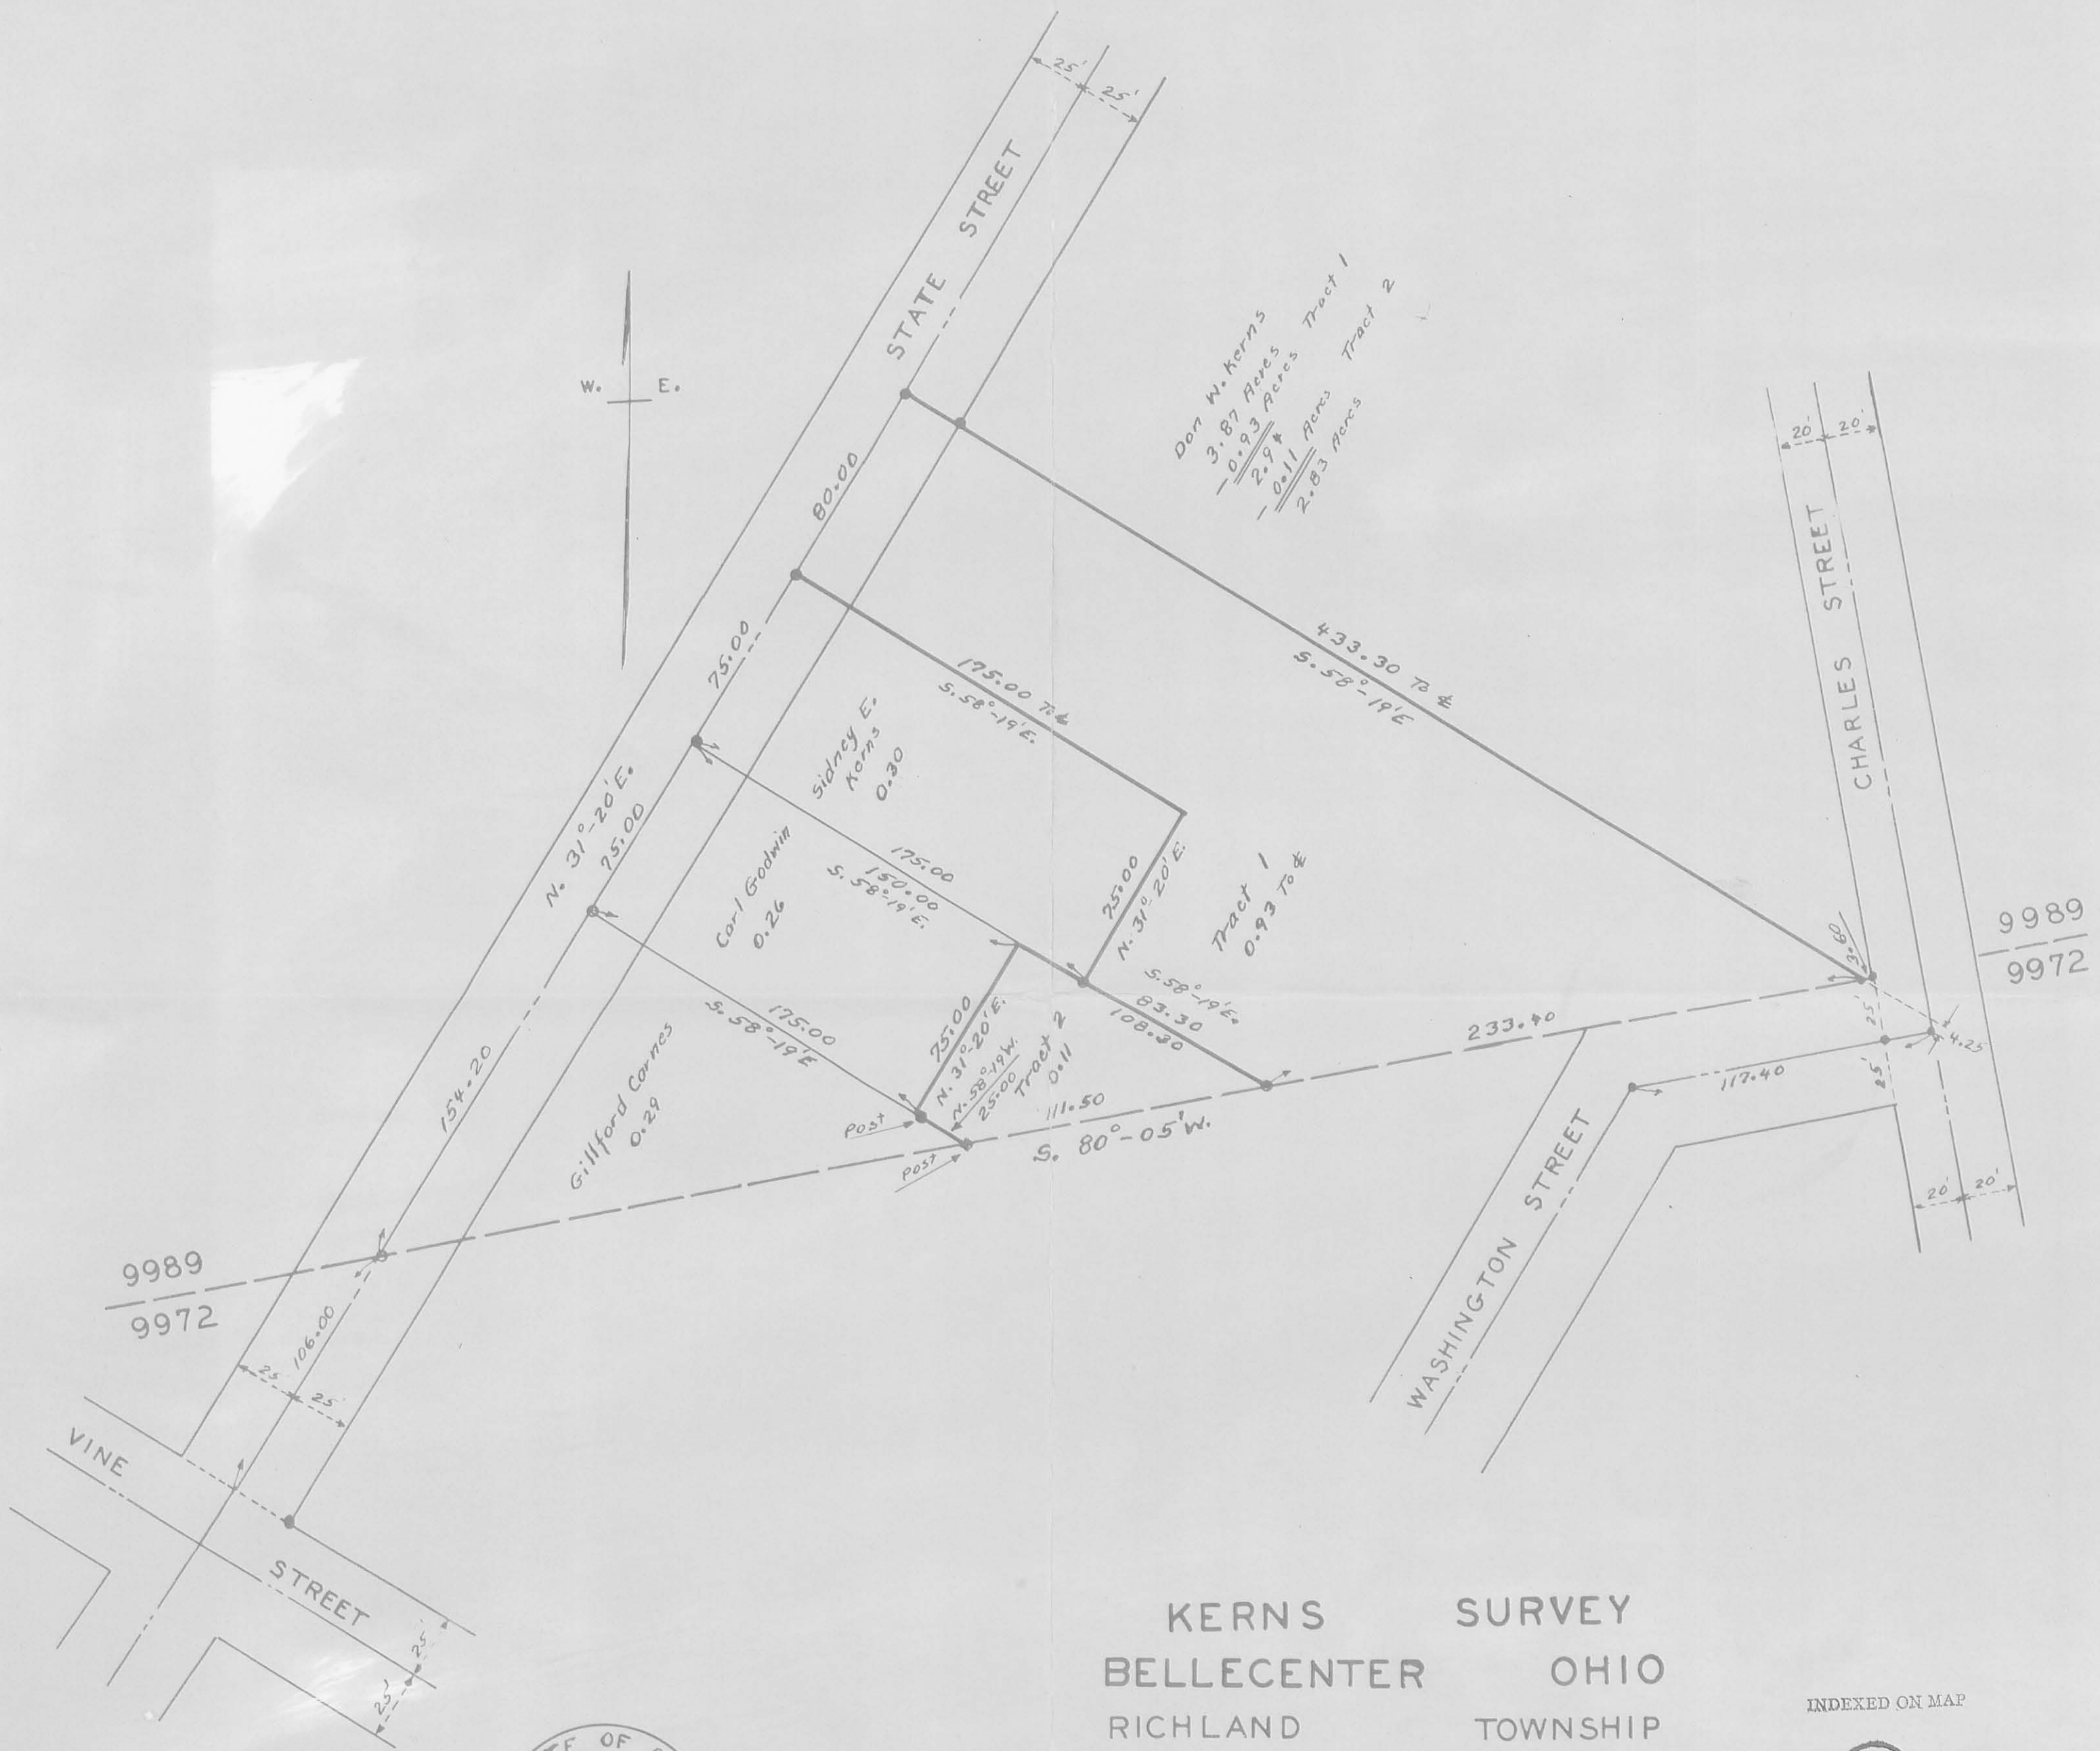 25'
25'
STATE STREET
W. E.
Don W. Kerns
3.87 Acres
- 0.93 Acres Tract 1
2.94
- 0.11 Acres Tract 2
2.83 Acres
20' 20'
CHARLES STREET
80.00
75.00
433.30 To ℄
S. 58°-19' E
175.00 To ℄
S. 58°-19' E.
Sidney E.
Kerns
0.30
N. 31°-20' E.
75.00
Carl Godwin
0.26
175.00
150.00
S. 58°-19' E.
75.00
N. 31°-20' E.
Tract 1
0.93 To ℄
9989
9972
3.60
25'
25'
4.25
S. 58°-19' E.
83.30
108.30
233.40
117.40
175.00
S. 58°-19' E
75.00
N. 31°-20' E.
N. 58°-19' W.
25.00
Tract 2
0.11
111.50
S. 80°-05' W.
Post
Post
154.20
Gillford Carnes
0.29
WASHINGTON STREET
20' 20'
9989
9972
106.00
25 25'
VINE
STREET
25'
25'
KERNS SURVEY
BELLECENTER OHIO
RICHLAND TOWNSHIP
INDEXED ON MAP
OF